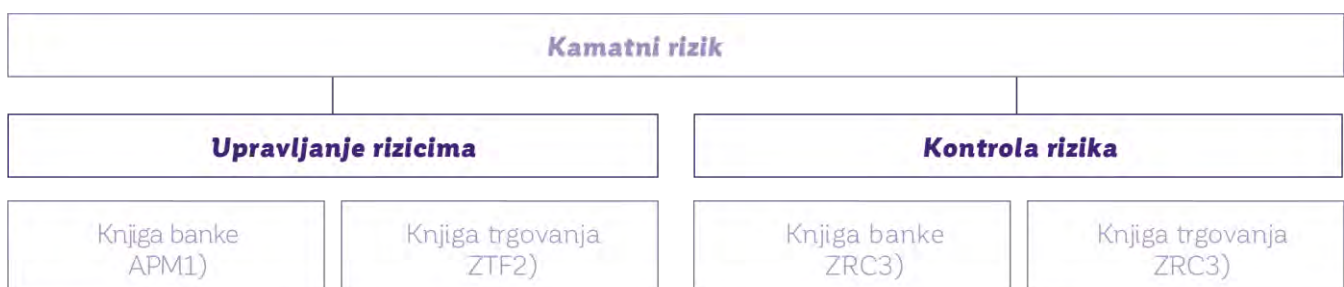 Kamatni rizik
Upravljanje rizicima
Kontrola rizika
Knjiga banke
APM1)
Knjiga trgovanja
ZTF2)
Knjiga banke
ZRC3)
Knjiga trgovanja
ZRC3)